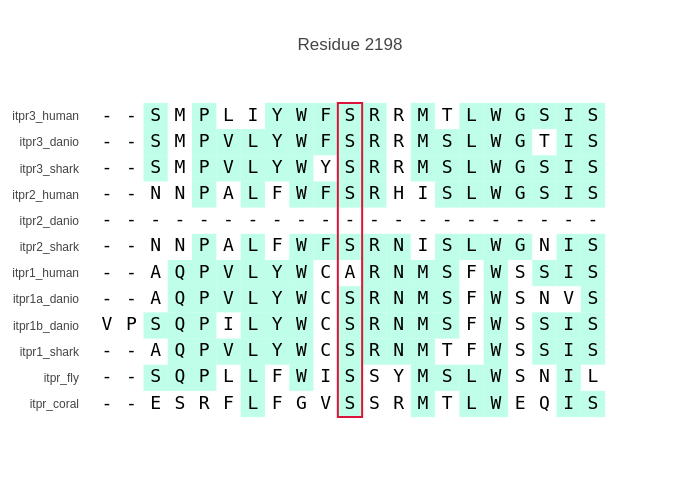 Residue 2198
itpr3_human - - S M P L I Y W F S R R M T L W G S I S
itpr3_danio - - S M P V L Y W F S R R M S L W G T I S
itpr3_shark - - S M P V L Y W Y S R R M S L W G S I S
itpr2_human - - N N P A L F W F S R H I S L W G S I S
itpr2_danio - - - - - - - - - - - - - - - - - - - - -
itpr2_shark - - N N P A L F W F S R N I S L W G N I S
itpr1_human - - A Q P V L Y W C A R N M S F W S S I S
itpr1a_danio - - A Q P V L Y W C S R N M S F W S N V S
itpr1b_danio V P S Q P I L Y W C S R N M S F W S S I S
itpr1_shark - - A Q P V L Y W C S R N M T F W S S I S
itpr_fly - - S Q P L L F W I S S Y M S L W S N I L
itpr_coral - - E S R F L F G V S S R M T L W E Q I S